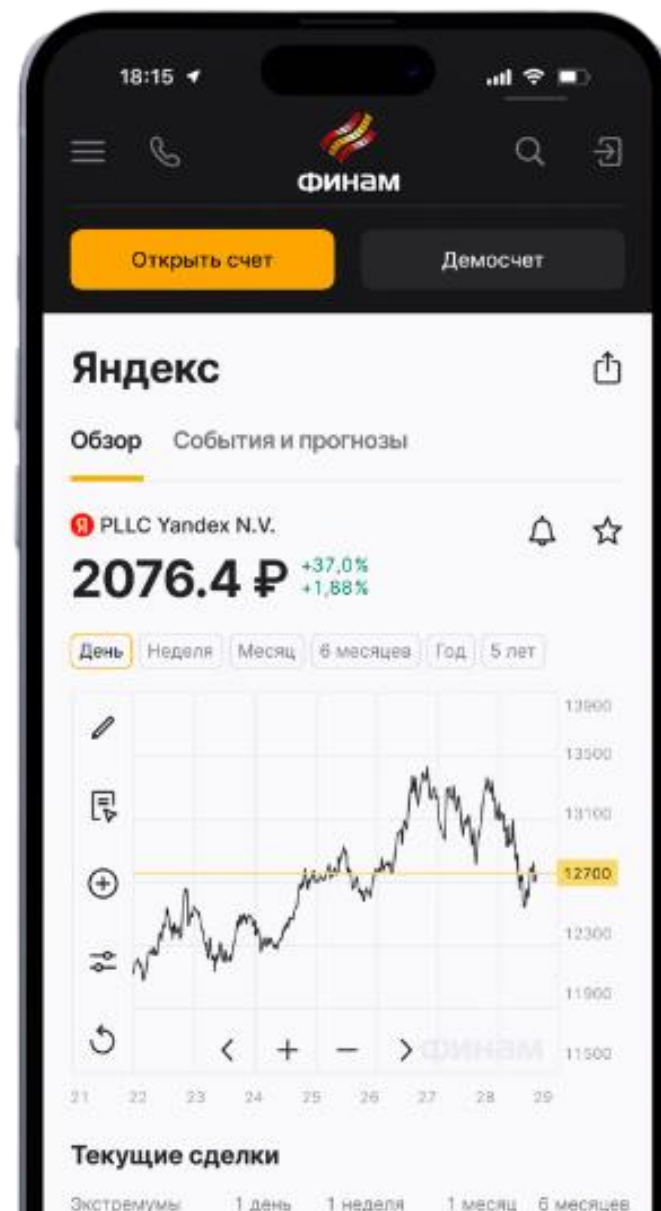 18:15
Финам
Открыть счет Демосчет
Яндекс
Обзор События и прогнозы
Я PLLC Yandex N.V.
2076.4 ₽ +37,0%
+1,88%
День Неделя Месяц 6 месяцев Год 5 лет
13900
13500
13100
12700
12300
11900
Финам 11500
21 22 23 24 25 26 27 28 29
Текущие сделки
Экстремумы 1 день 1 неделя 1 месяц 6 месяцев